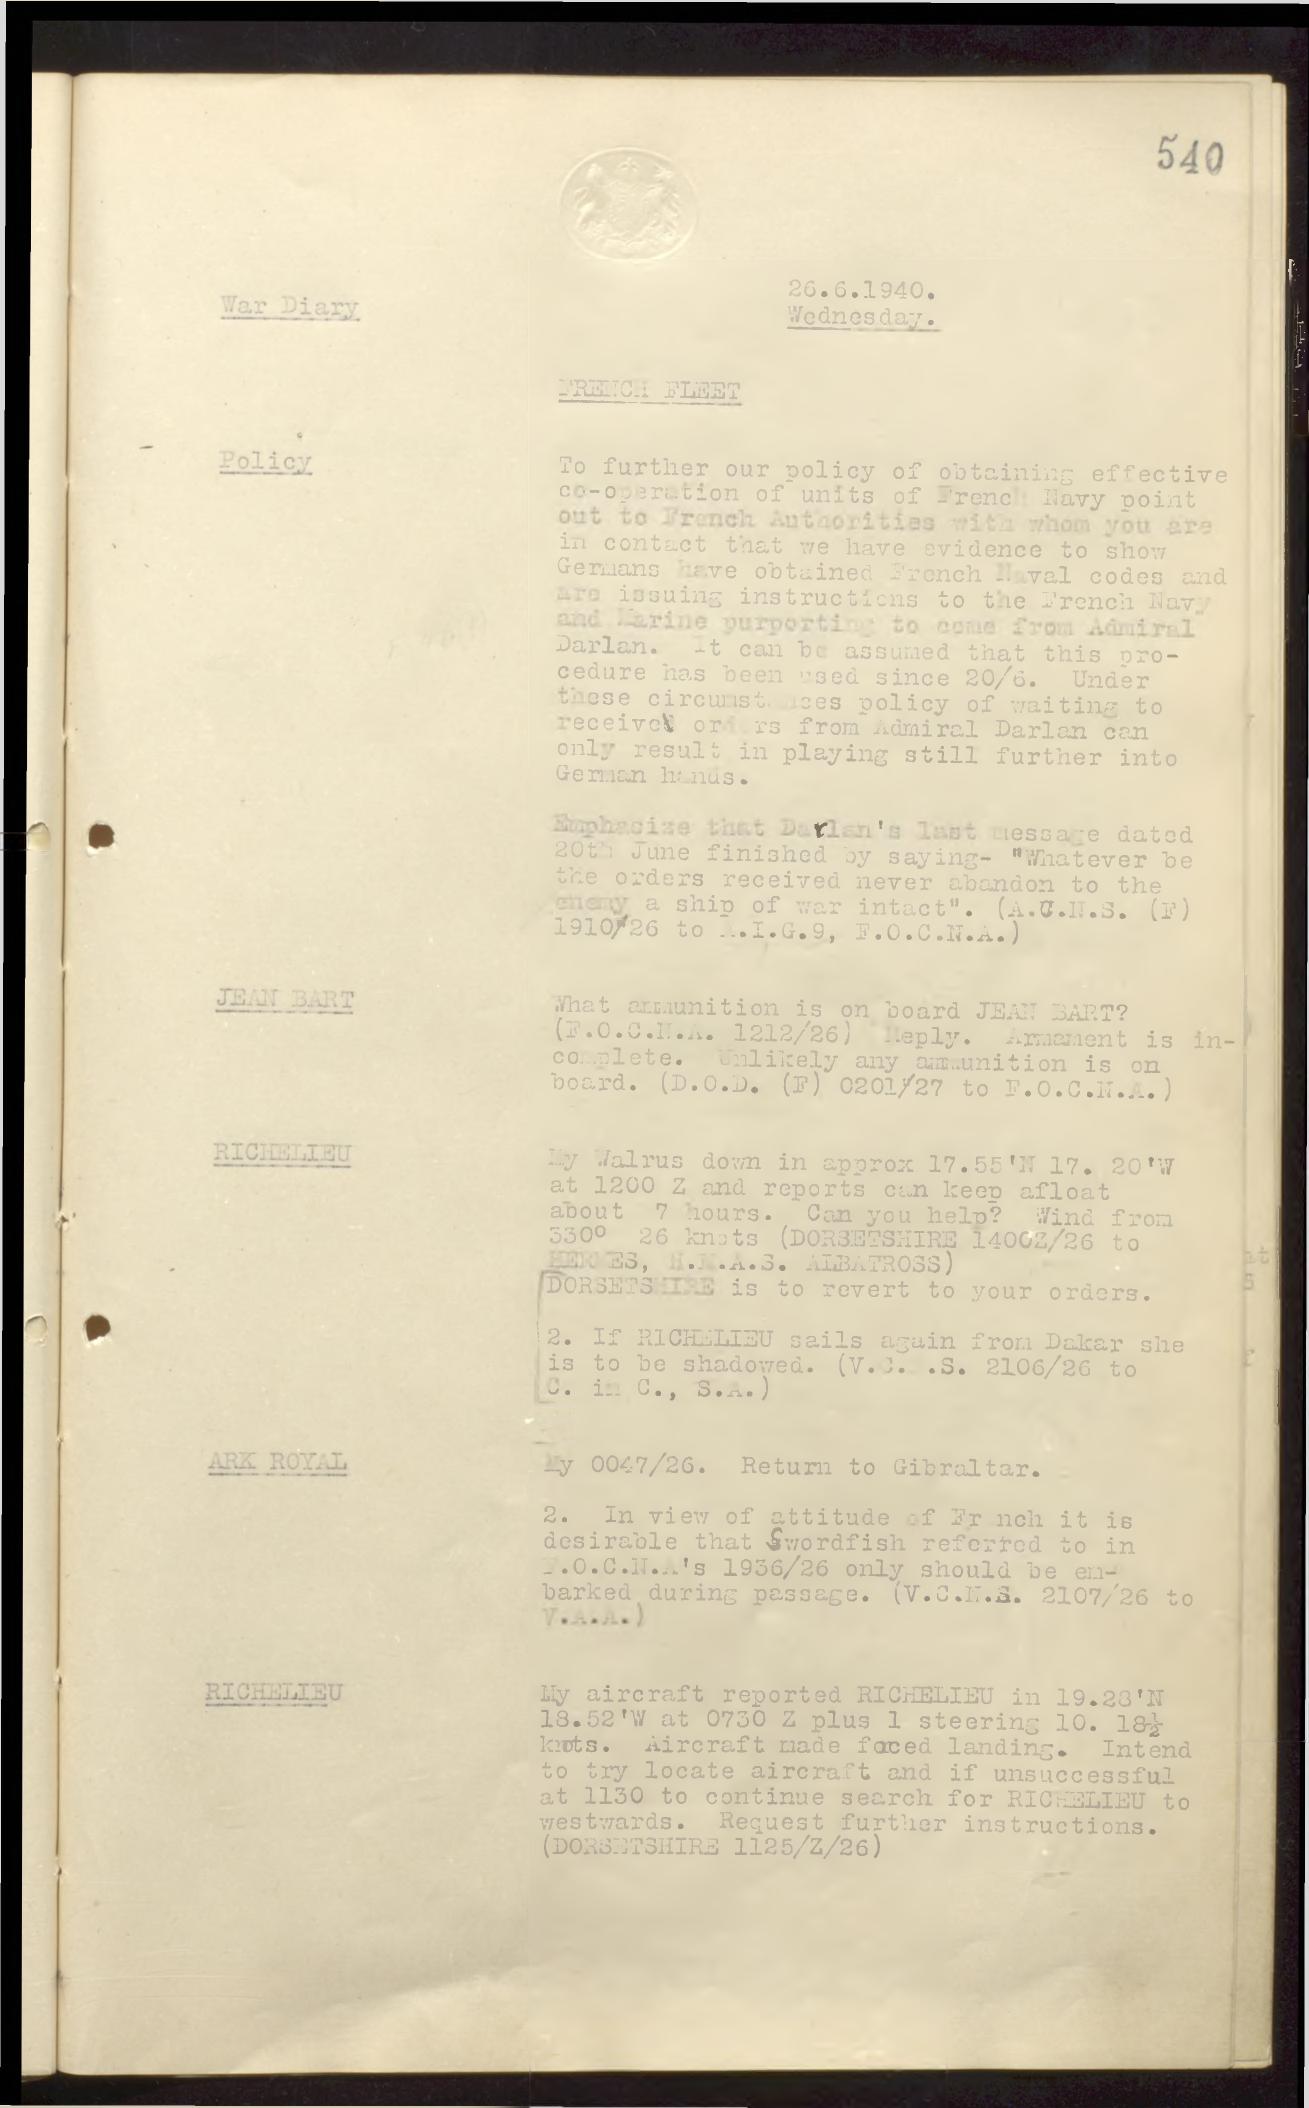 540
War Diary
26.6.1940.
Wednesday.
FRENCH FLEET
Policy
To further our policy of obtaining effective
co-operation of units of French Navy point
out to French Authorities with whom you are
in contact that we have evidence to show
Germans have obtained French Naval codes and
are issuing instructions to the French Navy
and Marine purporting to come from Admiral
Darlan. It can be assumed that this pro-
cedure has been used since 20/6. Under
these circumstances policy of waiting to
receive orders from Admiral Darlan can
only result in playing still further into
German hands.
Emphacize that Darlan's last message dated
20th June finished by saying- "Whatever be
the orders received never abandon to the
enemy a ship of war intact". (A.C.N.S. (F)
1910/26 to A.I.G.9, F.O.C.N.A.)
JEAN BART
What ammunition is on board JEAN BART?
(F.O.C.N.A. 1212/26) Reply. Armament is in-
complete. Unlikely any ammunition is on
board. (D.O.D. (F) 0201/27 to F.O.C.N.A.)
RICHELIEU
My Walrus down in approx 17.55'N 17. 20'W
at 1200 Z and reports can keep afloat
about 7 hours. Can you help? Wind from
330° 26 knots (DORSETSHIRE 1400Z/26 to
HERMES, H.M.A.S. ALBATROSS)
DORSETSHIRE is to revert to your orders.
2. If RICHELIEU sails again from Dakar she
is to be shadowed. (V.C.N.S. 2106/26 to
C. in C., S.A.)
ARK ROYAL
My 0047/26. Return to Gibraltar.
2. In view of attitude of French it is
desirable that Swordfish referred to in
F.O.C.N.A's 1936/26 only should be em-
barked during passage. (V.C.N.S. 2107/26 to
V.A.A.)
RICHELIEU
My aircraft reported RICHELIEU in 19.28'N
18.52'W at 0730 Z plus 1 steering 10. 18½
knots. Aircraft made foced landing. Intend
to try locate aircraft and if unsuccessful
at 1130 to continue search for RICHELIEU to
westwards. Request further instructions.
(DORSETSHIRE 1125/Z/26)